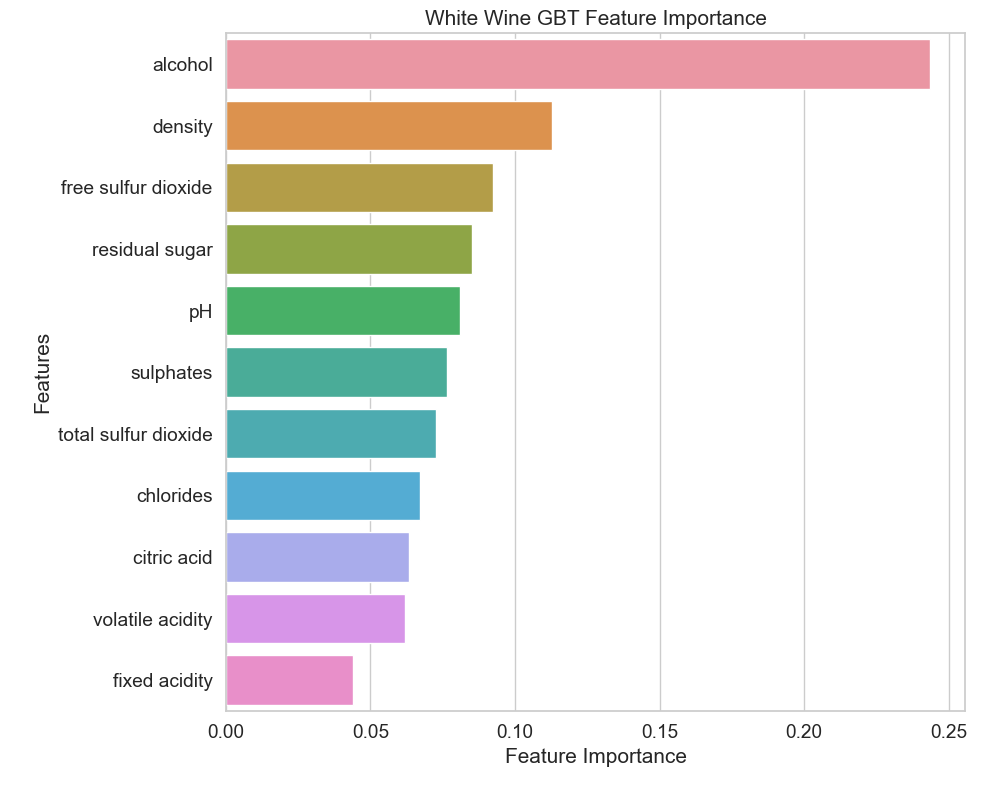 White Wine GBT Feature Importance
alcohol
density
free sulfur dioxide
residual sugar
pH
sulphates
total sulfur dioxide
chlorides
citric acid
volatile acidity
fixed acidity
Features
0.00 0.05 0.10 0.15 0.20 0.25
Feature Importance